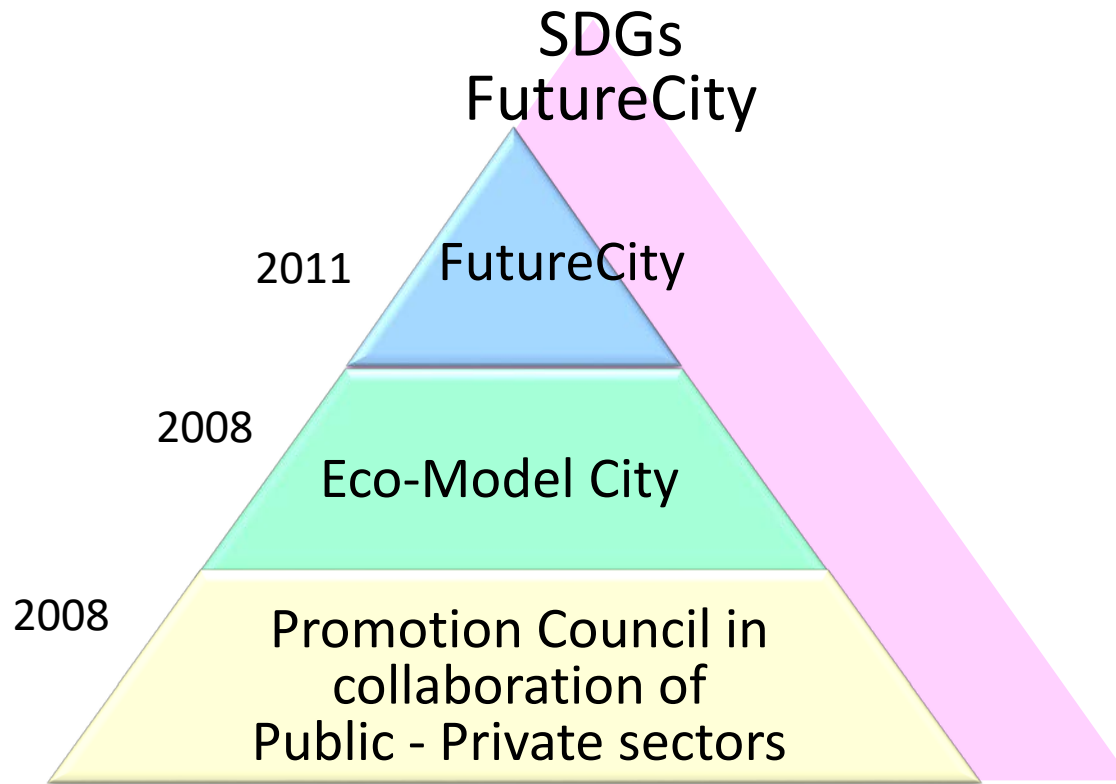 SDGs
FutureCity
2011
FutureCity
2008
Eco-Model City
2008
Promotion Council in
collaboration of
Public - Private sectors